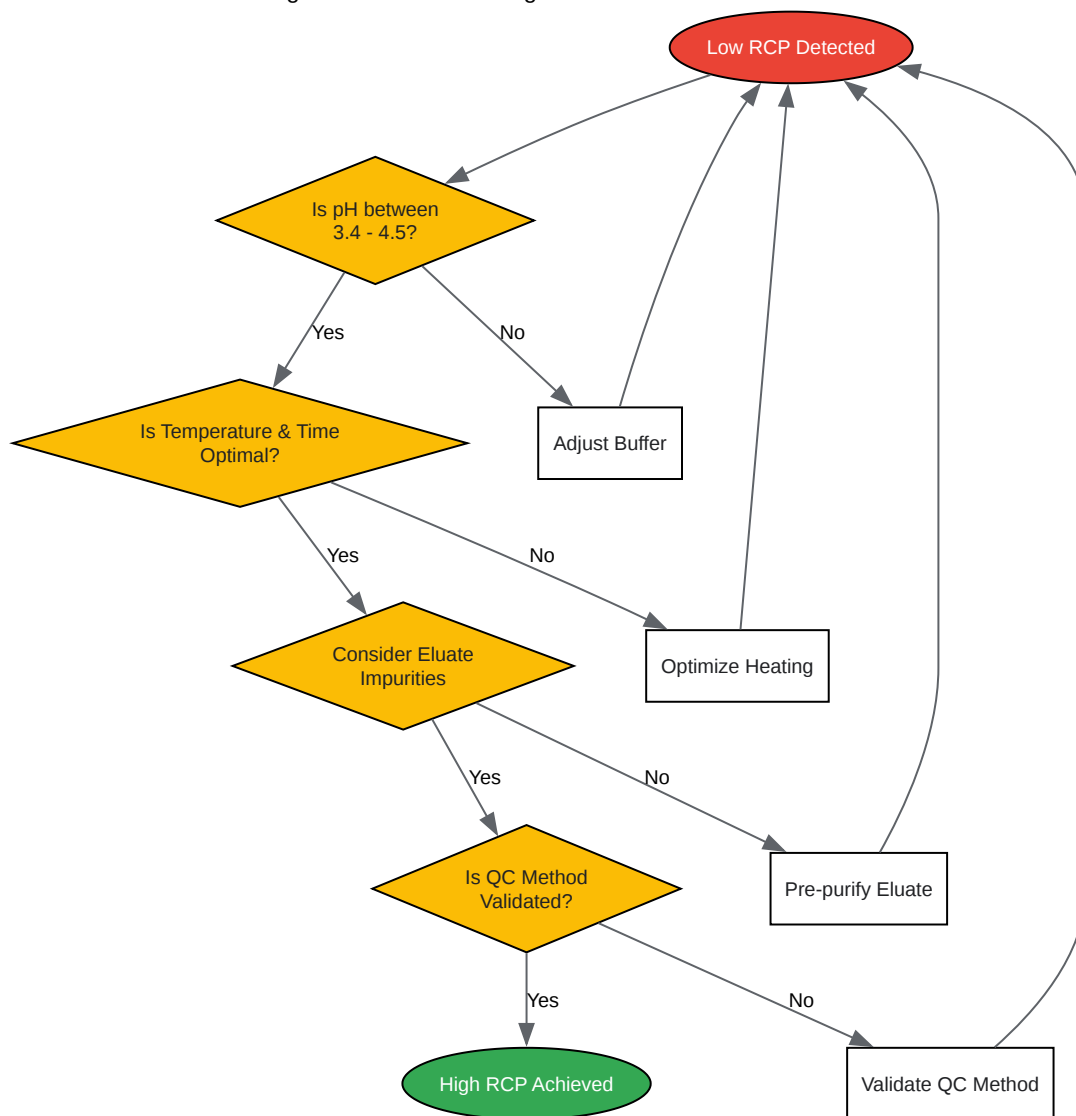 Low RCP Detected
Is pH between
3.4 - 4.5?
Yes
No
Is Temperature & Time
Optimal?
Adjust Buffer
Yes
No
Consider Eluate
Impurities
Optimize Heating
Yes
No
Is QC Method
Validated?
Pre-purify Eluate
Yes
No
High RCP Achieved
Validate QC Method